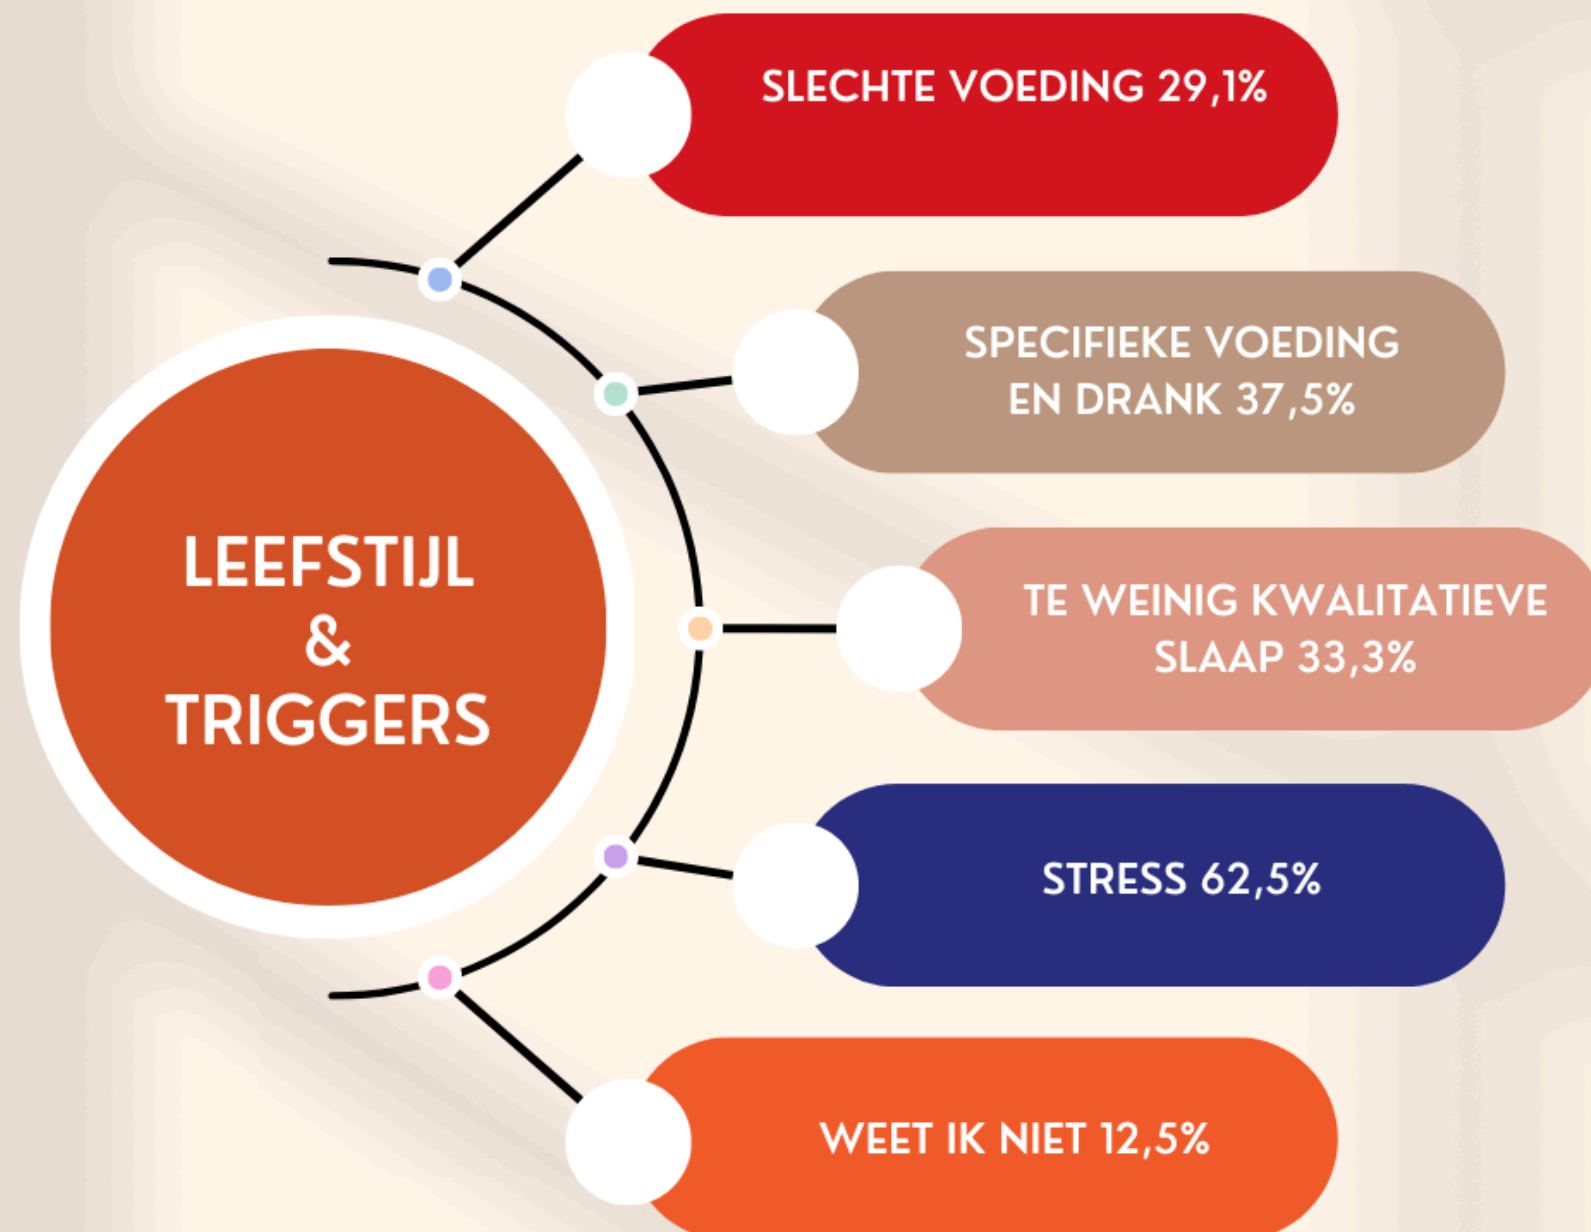 SLECHTE VOEDING 29,1%
SPECIFIEKE VOEDING
EN DRANK 37,5%
LEEFSTIJL
&
TRIGGERS
TE WEINIG KWALITATIEVE
SLAAP 33,3%
STRESS 62,5%
WEET IK NIET 12,5%